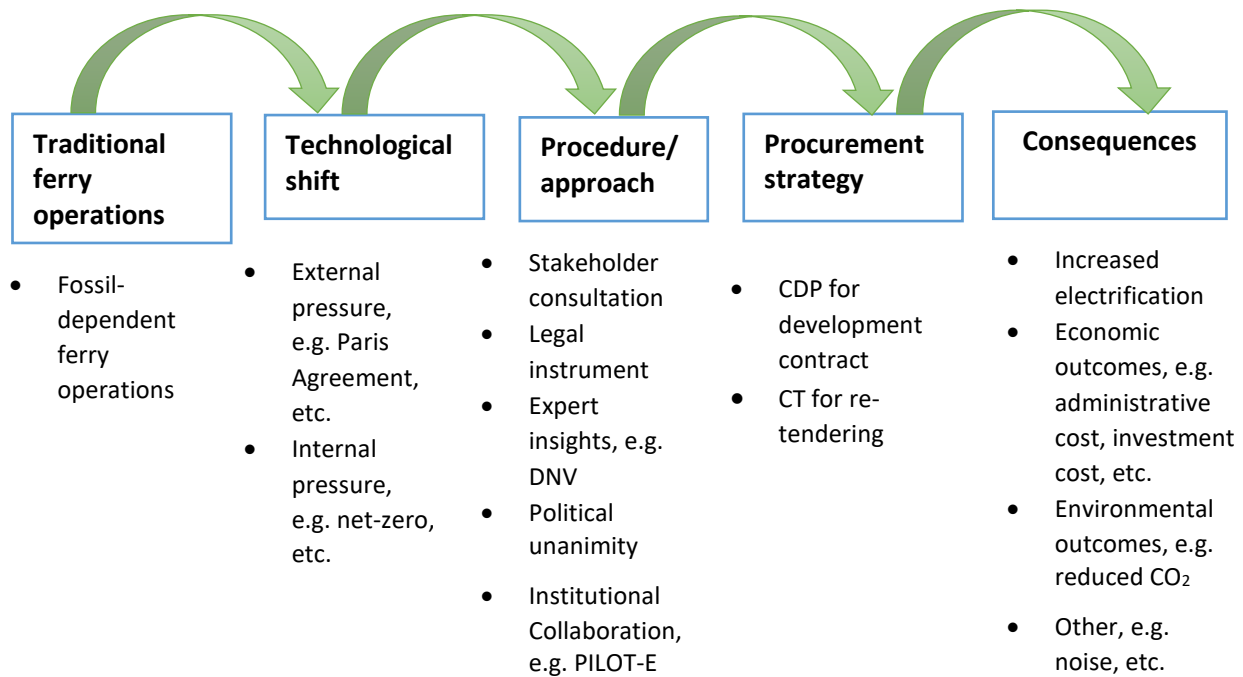 Traditional
ferry
operations
• Fossil-
dependent
ferry
operations
Technological
shift
• External
pressure,
e.g. Paris
Agreement,
etc.
• Internal
pressure,
e.g. net-zero,
etc.
Procedure/
approach
• Stakeholder
consultation
• Legal
instrument
• Expert
insights, e.g.
DNV
• Political
unanimity
• Institutional
Collaboration,
e.g. PILOT-E
Procurement
strategy
• CDP for
development
contract
• CT for re-
tendering
Consequences
• Increased
electrification
• Economic
outcomes, e.g.
administrative
cost, investment
cost, etc.
• Environmental
outcomes, e.g.
reduced CO₂
• Other, e.g.
noise, etc.